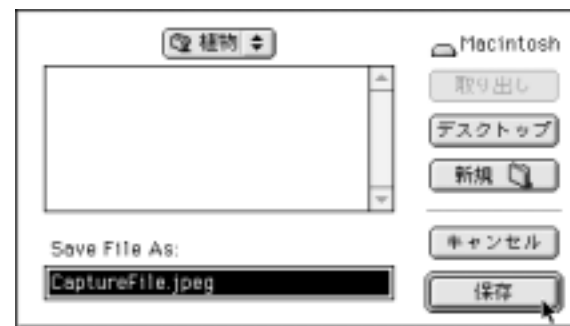 植物
Macintosh
取り出し
デスクトップ
新規
キャンセル
Save File As:
CaptureFile.jpeg
保存